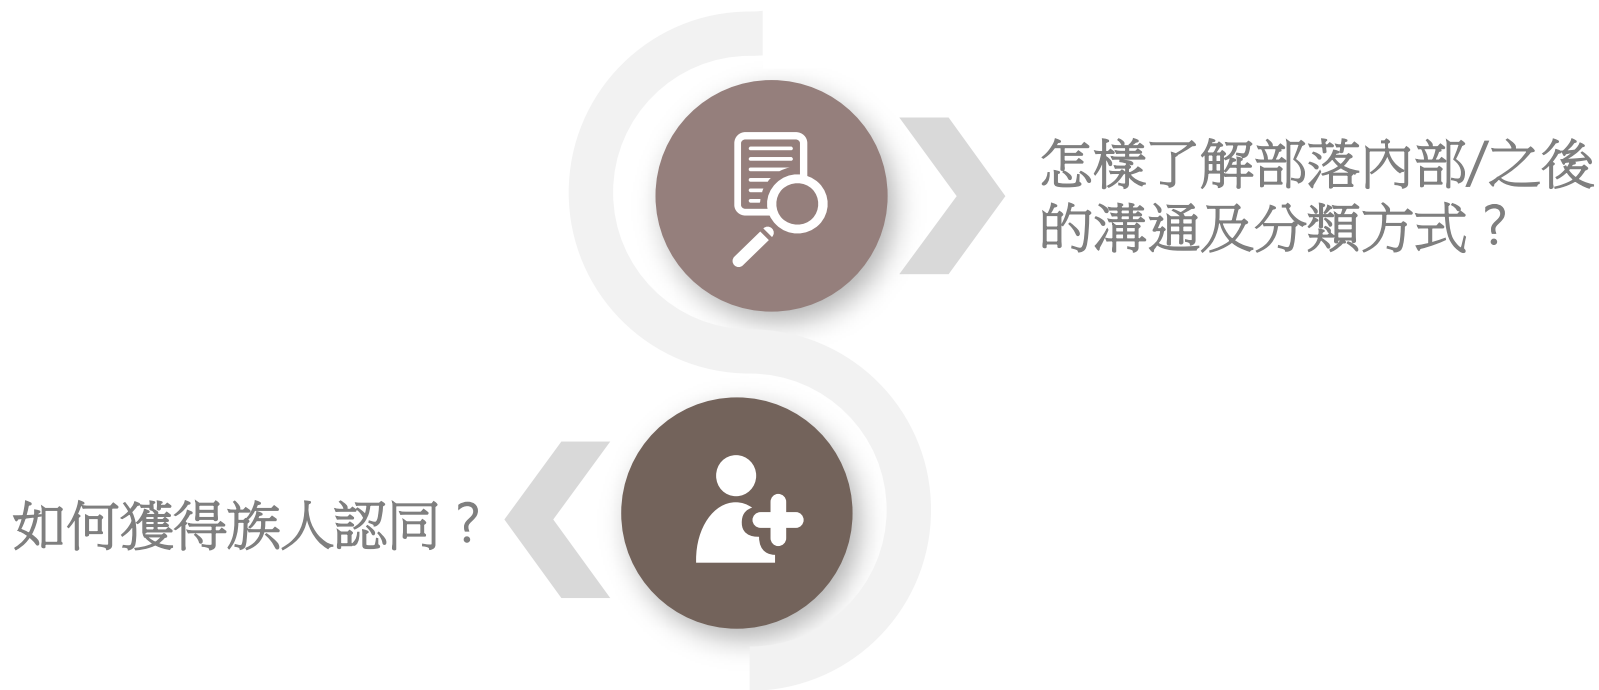 怎樣了解部落內部/之後
的溝通及分類方式？
如何獲得族人認同？